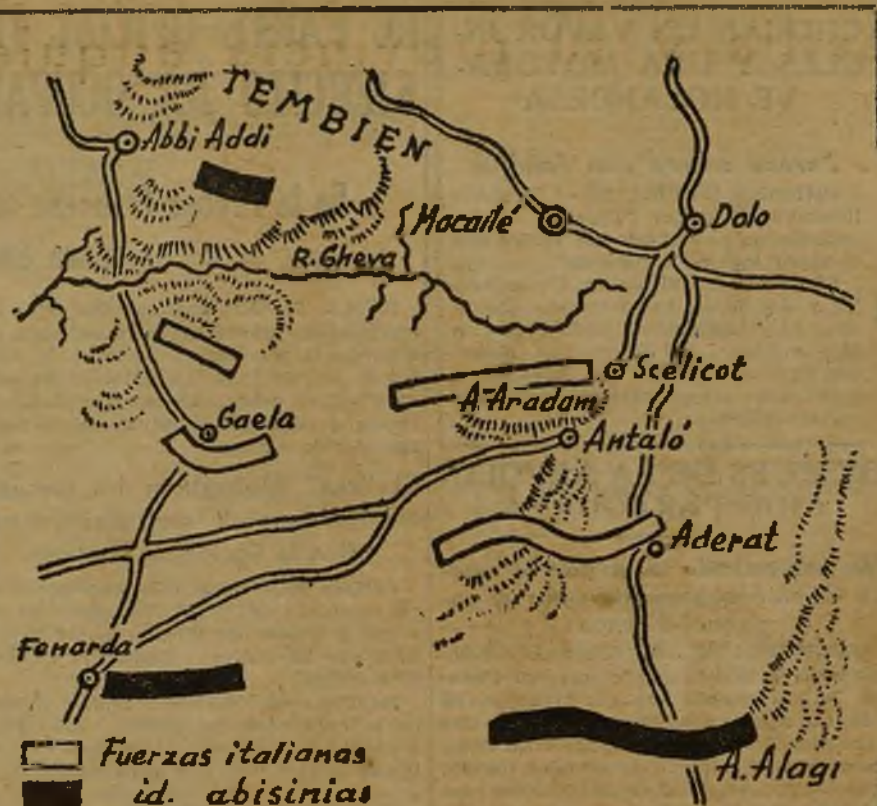 TEMBIEN
Abbi Addi
Macallé
Dolo
R. Gheva
Scelicot
A-Aradam
Gaela
Antaló
Aderat
Fenarda
A. Alagi
Fuerzas italianas
id. abisinias